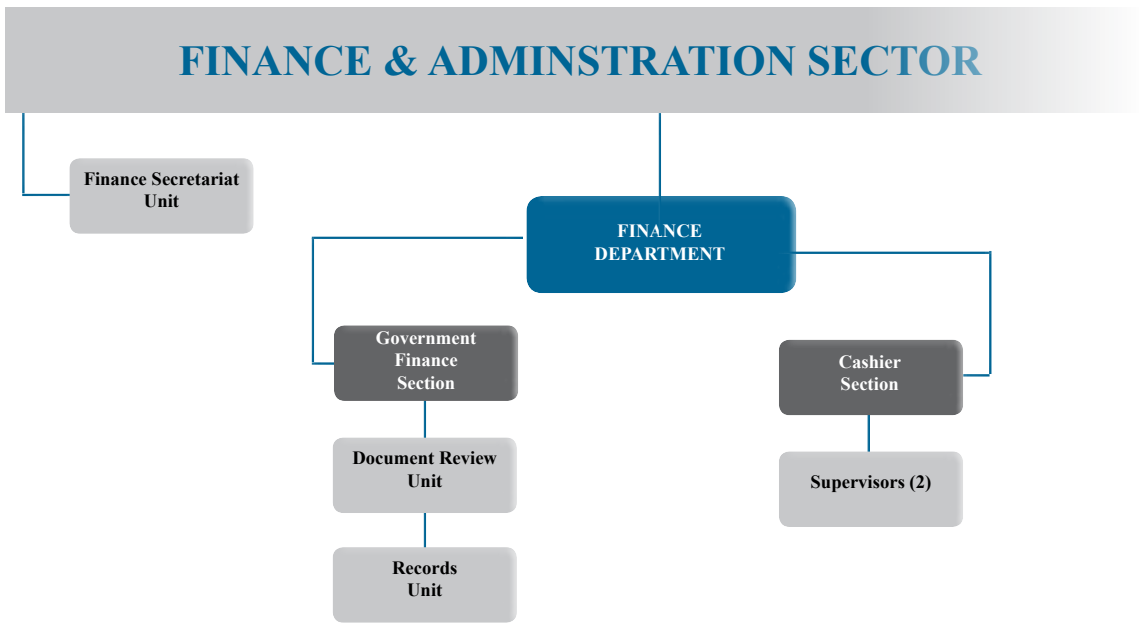 FINANCE & ADMINSTRATION SECTOR
Finance Secretariat
Unit
FINANCE
DEPARTMENT
Government
Finance
Section
Cashier
Section
Document Review
Unit
Supervisors (2)
Records
Unit